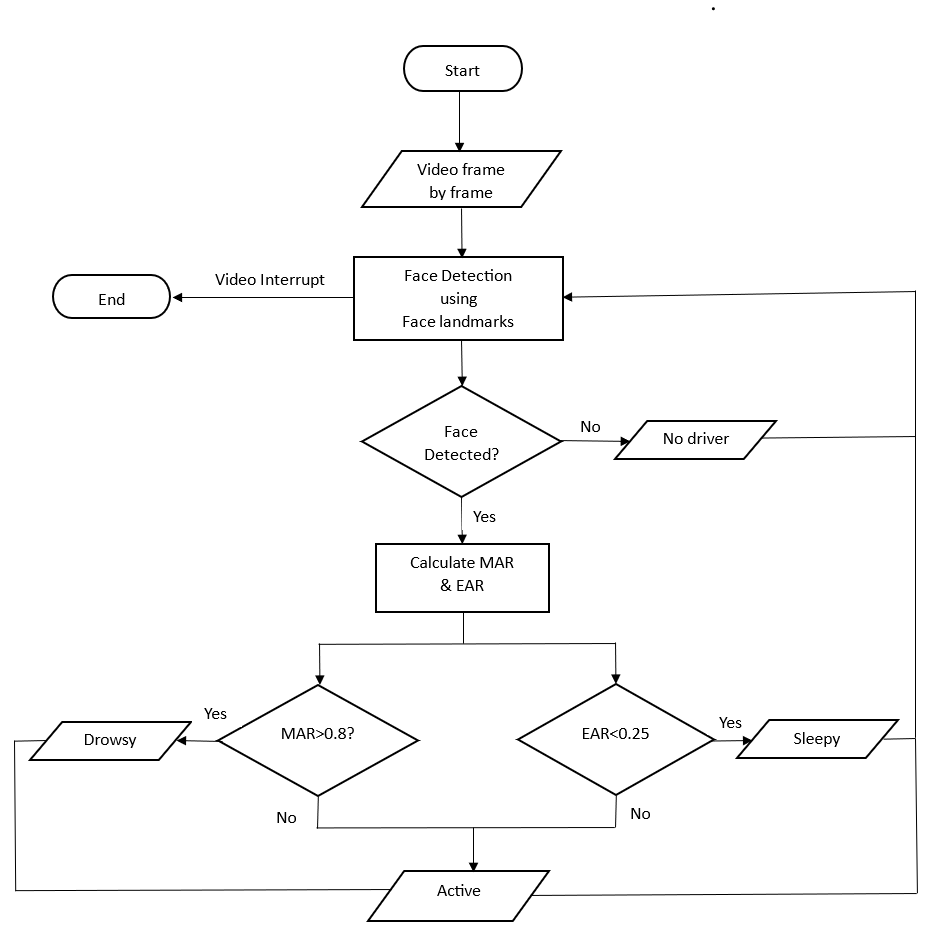 Start
Video frame
by frame
Face Detection
using
Face landmarks
Video Interrupt
End
Face
Detected?
No
No driver
Yes
Calculate MAR
& EAR
Yes
Drowsy
MAR>0.8?
EAR<0.25
Yes
Sleepy
No
No
Active